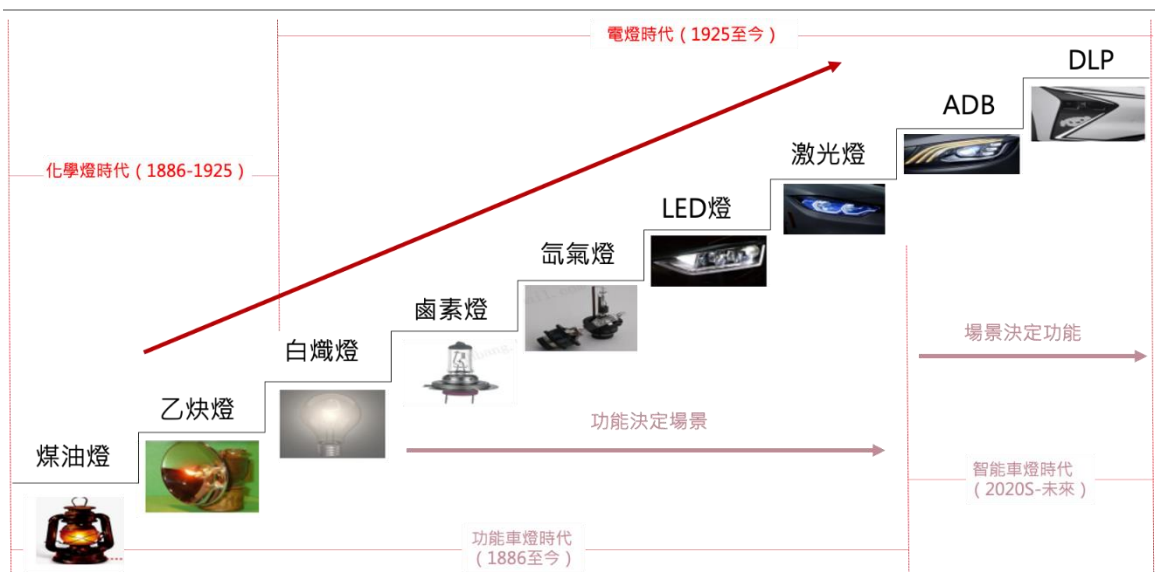 電燈時代（1925至今）
DLP
ADB
化學燈時代（1886-1925）
激光燈
LED燈
氙氣燈
鹵素燈
場景決定功能
白熾燈
乙炔燈
功能決定場景
煤油燈
智能車燈時代
（2020S-未來）
功能車燈時代
（1886至今）